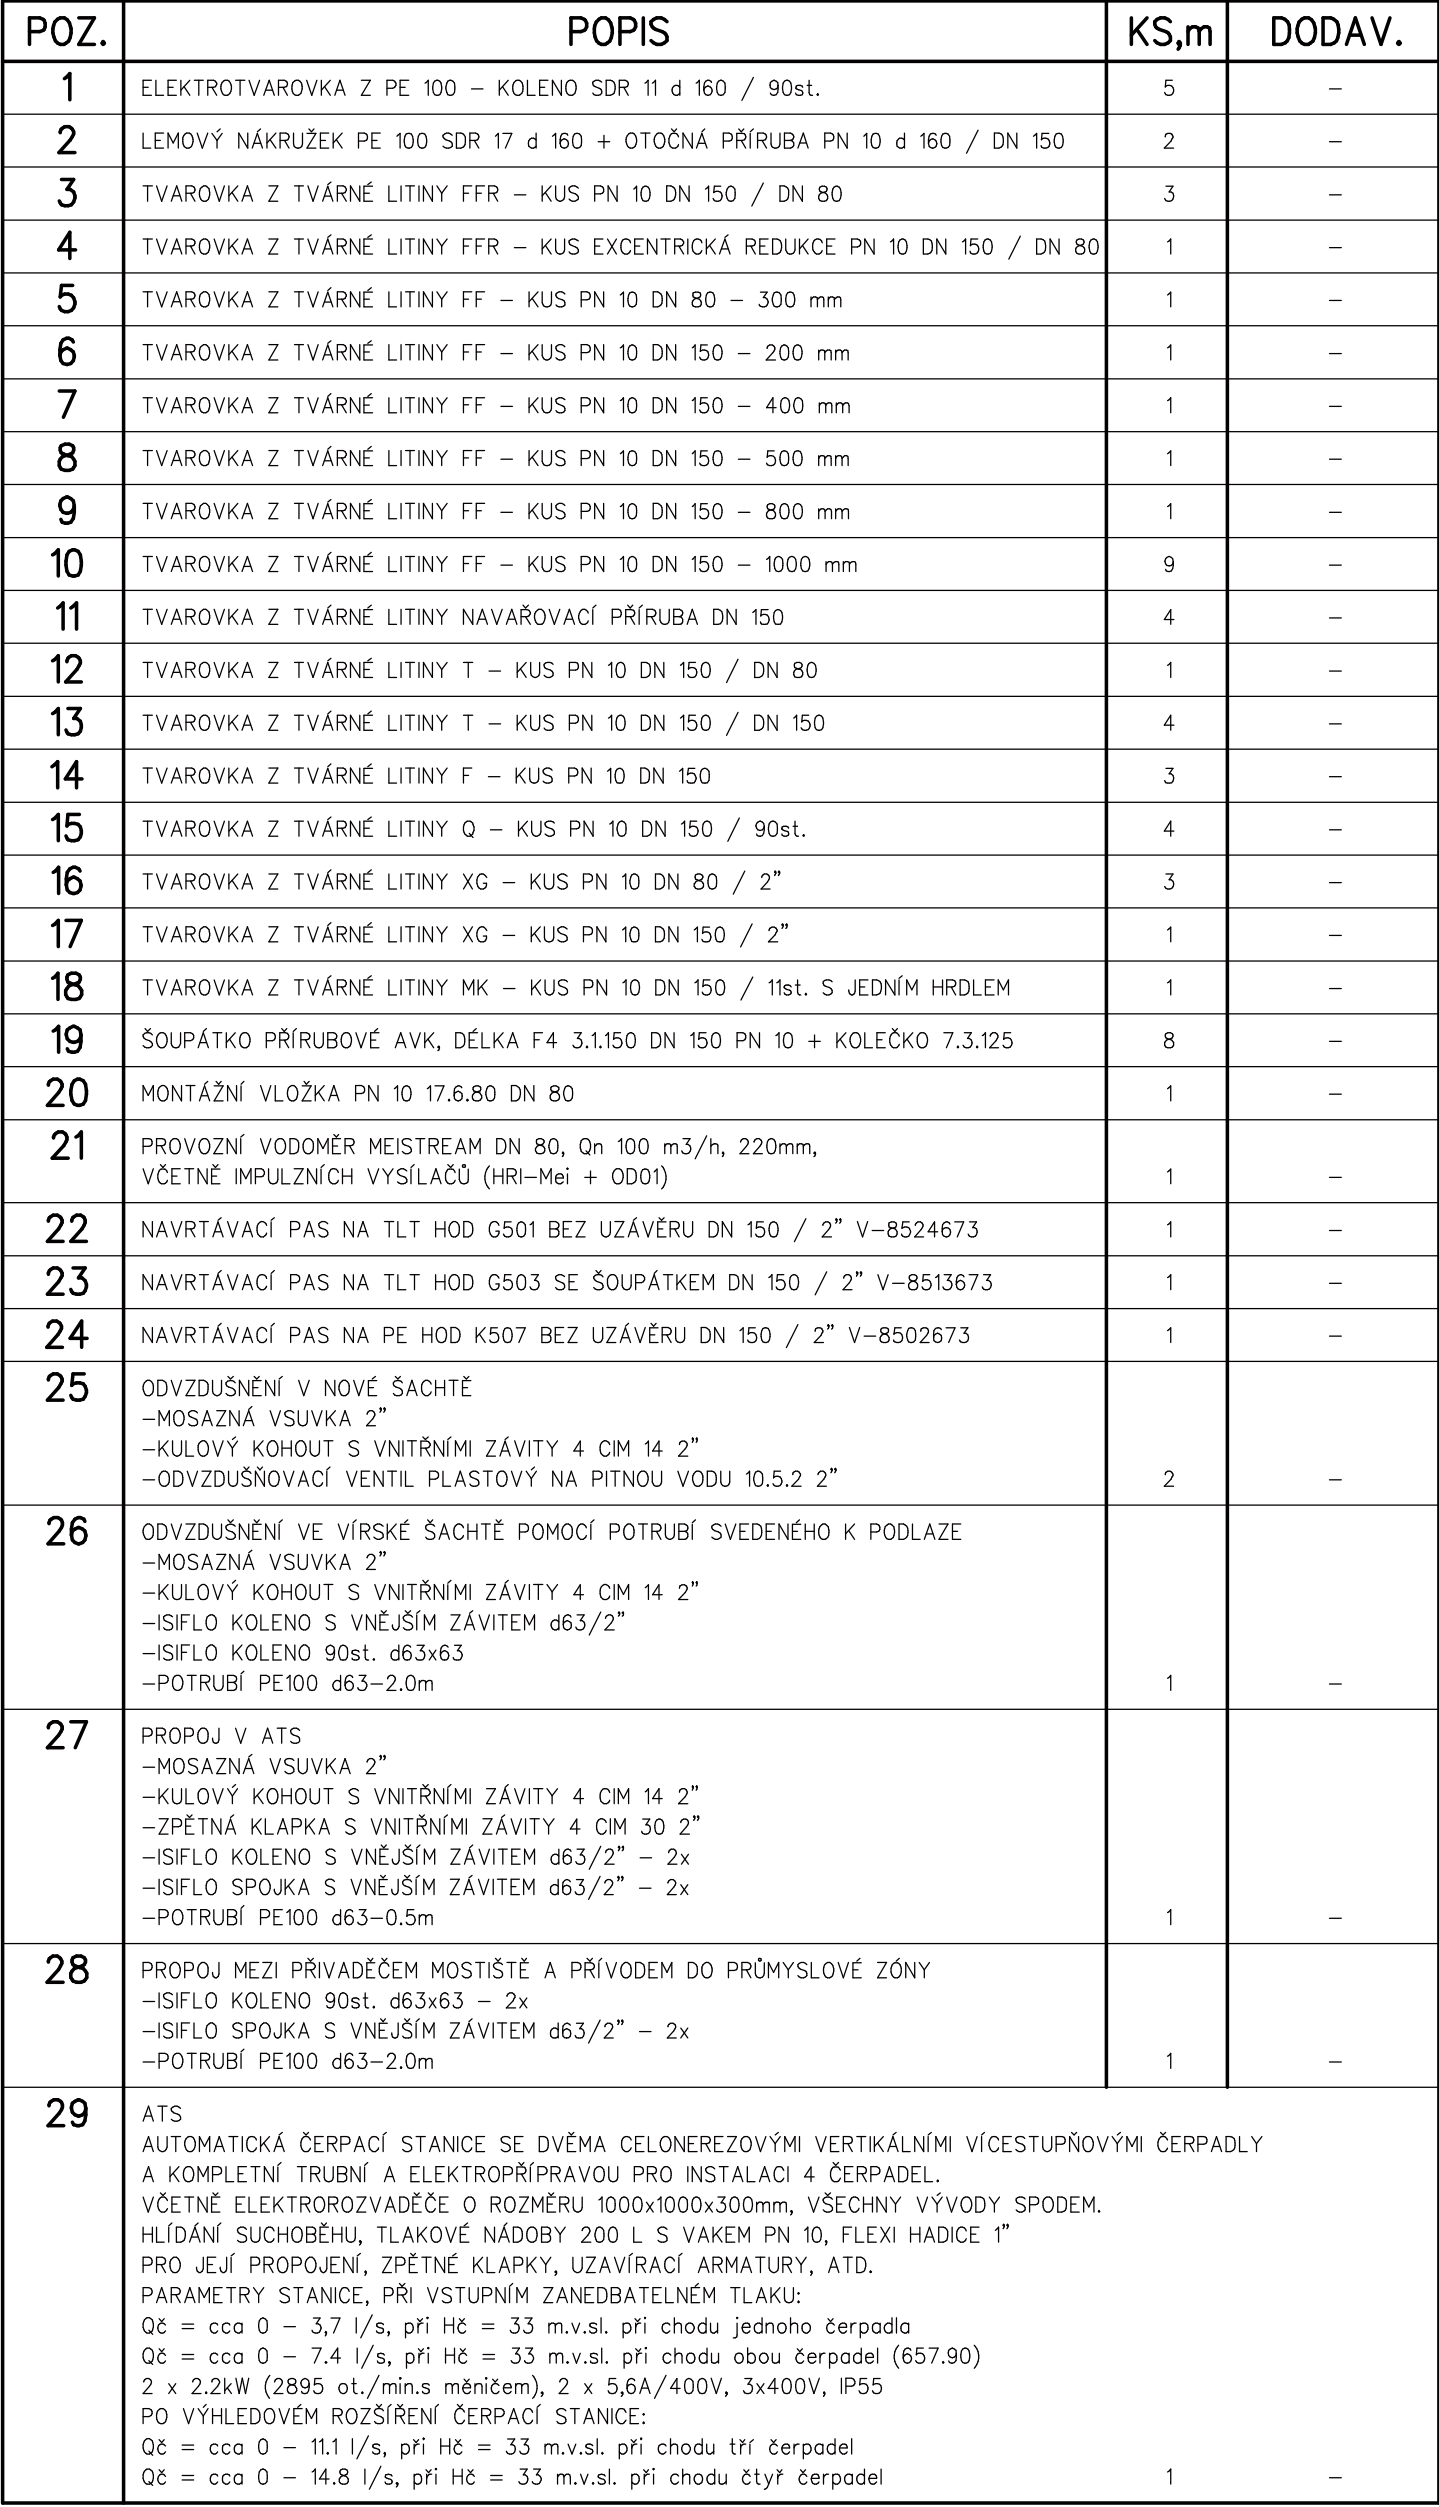 POZ. POPIS KS,m DODAV.
1 ELEKTROTVAROVKA Z PE 100 – KOLENO SDR 11 d 160 / 90st. 5 –
2 LEMOVÝ NÁKRUŽEK PE 100 SDR 17 d 160 + OTOČNÁ PŘÍRUBA PN 10 d 160 / DN 150 2 –
3 TVAROVKA Z TVÁRNÉ LITINY FFR – KUS PN 10 DN 150 / DN 80 3 –
4 TVAROVKA Z TVÁRNÉ LITINY FFR – KUS EXCENTRICKÁ REDUKCE PN 10 DN 150 / DN 80 1 –
5 TVAROVKA Z TVÁRNÉ LITINY FF – KUS PN 10 DN 80 – 300 mm 1 –
6 TVAROVKA Z TVÁRNÉ LITINY FF – KUS PN 10 DN 150 – 200 mm 1 –
7 TVAROVKA Z TVÁRNÉ LITINY FF – KUS PN 10 DN 150 – 400 mm 1 –
8 TVAROVKA Z TVÁRNÉ LITINY FF – KUS PN 10 DN 150 – 500 mm 1 –
9 TVAROVKA Z TVÁRNÉ LITINY FF – KUS PN 10 DN 150 – 800 mm 1 –
10 TVAROVKA Z TVÁRNÉ LITINY FF – KUS PN 10 DN 150 – 1000 mm 9 –
11 TVAROVKA Z TVÁRNÉ LITINY NAVAŘOVACÍ PŘÍRUBA DN 150 4 –
12 TVAROVKA Z TVÁRNÉ LITINY T – KUS PN 10 DN 150 / DN 80 1 –
13 TVAROVKA Z TVÁRNÉ LITINY T – KUS PN 10 DN 150 / DN 150 4 –
14 TVAROVKA Z TVÁRNÉ LITINY F – KUS PN 10 DN 150 3 –
15 TVAROVKA Z TVÁRNÉ LITINY Q – KUS PN 10 DN 150 / 90st. 4 –
16 TVAROVKA Z TVÁRNÉ LITINY XG – KUS PN 10 DN 80 / 2" 3 –
17 TVAROVKA Z TVÁRNÉ LITINY XG – KUS PN 10 DN 150 / 2" 1 –
18 TVAROVKA Z TVÁRNÉ LITINY MK – KUS PN 10 DN 150 / 11st. S JEDNÍM HRDLEM 1 –
19 ŠOUPÁTKO PŘÍRUBOVÉ AVK, DÉLKA F4 3.1.150 DN 150 PN 10 + KOLEČKO 7.3.125 8 –
20 MONTÁŽNÍ VLOŽKA PN 10 17.6.80 DN 80 1 –
21 PROVOZNÍ VODOMĚR MEISTREAM DN 80, Qn 100 m3/h, 220mm,
VČETNĚ IMPULZNÍCH VYSÍLAČŮ (HRI–Mei + OD01) 1 –
22 NAVRTÁVACÍ PAS NA TLT HOD G501 BEZ UZÁVĚRU DN 150 / 2" V–8524673 1 –
23 NAVRTÁVACÍ PAS NA TLT HOD G503 SE ŠOUPÁTKEM DN 150 / 2" V–8513673 1 –
24 NAVRTÁVACÍ PAS NA PE HOD K507 BEZ UZÁVĚRU DN 150 / 2" V–8502673 1 –
25 ODVZDUŠNĚNÍ V NOVÉ ŠACHTĚ
–MOSAZNÁ VSUVKA 2"
–KULOVÝ KOHOUT S VNITŘNÍMI ZÁVITY 4 CIM 14 2"
–ODVZDUŠŇOVACÍ VENTIL PLASTOVÝ NA PITNOU VODU 10.5.2 2" 2 –
26 ODVZDUŠNĚNÍ VE VÍRSKÉ ŠACHTĚ POMOCÍ POTRUBÍ SVEDENÉHO K PODLAZE
–MOSAZNÁ VSUVKA 2"
–KULOVÝ KOHOUT S VNITŘNÍMI ZÁVITY 4 CIM 14 2"
–ISIFLO KOLENO S VNĚJŠÍM ZÁVITEM d63/2"
–ISIFLO KOLENO 90st. d63x63
–POTRUBÍ PE100 d63–2.0m 1 –
27 PROPOJ V ATS
–MOSAZNÁ VSUVKA 2"
–KULOVÝ KOHOUT S VNITŘNÍMI ZÁVITY 4 CIM 14 2"
–ZPĚTNÁ KLAPKA S VNITŘNÍMI ZÁVITY 4 CIM 30 2"
–ISIFLO KOLENO S VNĚJŠÍM ZÁVITEM d63/2" – 2x
–ISIFLO SPOJKA S VNĚJŠÍM ZÁVITEM d63/2" – 2x
–POTRUBÍ PE100 d63–0.5m 1 –
28 PROPOJ MEZI PŘIVADĚČEM MOSTIŠTĚ A PŘÍVODEM DO PRŮMYSLOVÉ ZÓNY
–ISIFLO KOLENO 90st. d63x63 – 2x
–ISIFLO SPOJKA S VNĚJŠÍM ZÁVITEM d63/2" – 2x
–POTRUBÍ PE100 d63–2.0m 1 –
29 ATS
AUTOMATICKÁ ČERPACÍ STANICE SE DVĚMA CELONEREZOVÝMI VERTIKÁLNÍMI VÍCESTUPŇOVÝMI ČERPADLY
A KOMPLETNÍ TRUBNÍ A ELEKTROPŘÍPRAVOU PRO INSTALACI 4 ČERPADEL.
VČETNĚ ELEKTROROZVADĚČE O ROZMĚRU 1000x1000x300mm, VŠECHNY VÝVODY SPODEM.
HLÍDÁNÍ SUCHOBĚHU, TLAKOVÉ NÁDOBY 200 L S VAKEM PN 10, FLEXI HADICE 1"
PRO JEJÍ PROPOJENÍ, ZPĚTNÉ KLAPKY, UZAVÍRACÍ ARMATURY, ATD.
PARAMETRY STANICE, PŘI VSTUPNÍM ZANEDBATELNÉM TLAKU:
Qč = cca 0 – 3,7 l/s, při Hč = 33 m.v.sl. při chodu jednoho čerpadla
Qč = cca 0 – 7.4 l/s, při Hč = 33 m.v.sl. při chodu obou čerpadel (657.90)
2 x 2.2kW (2895 ot./min.s měničem), 2 x 5,6A/400V, 3x400V, IP55
PO VÝHLEDOVÉM ROZŠÍŘENÍ ČERPACÍ STANICE:
Qč = cca 0 – 11.1 l/s, při Hč = 33 m.v.sl. při chodu tří čerpadel
Qč = cca 0 – 14.8 l/s, při Hč = 33 m.v.sl. při chodu čtyř čerpadel 1 –